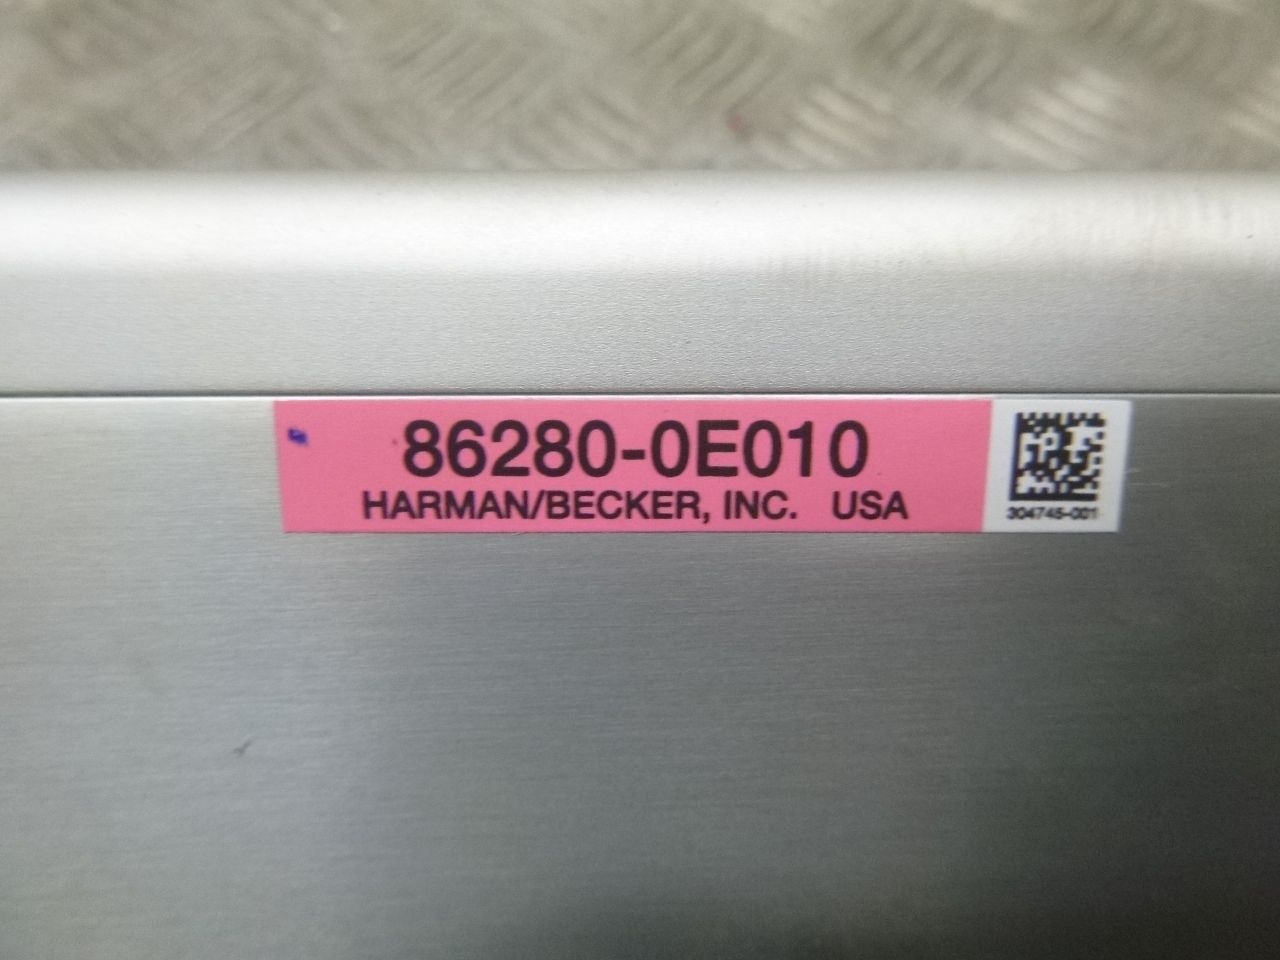 86280-0E010
HARMAN/BECKER, INC. USA
304745-001